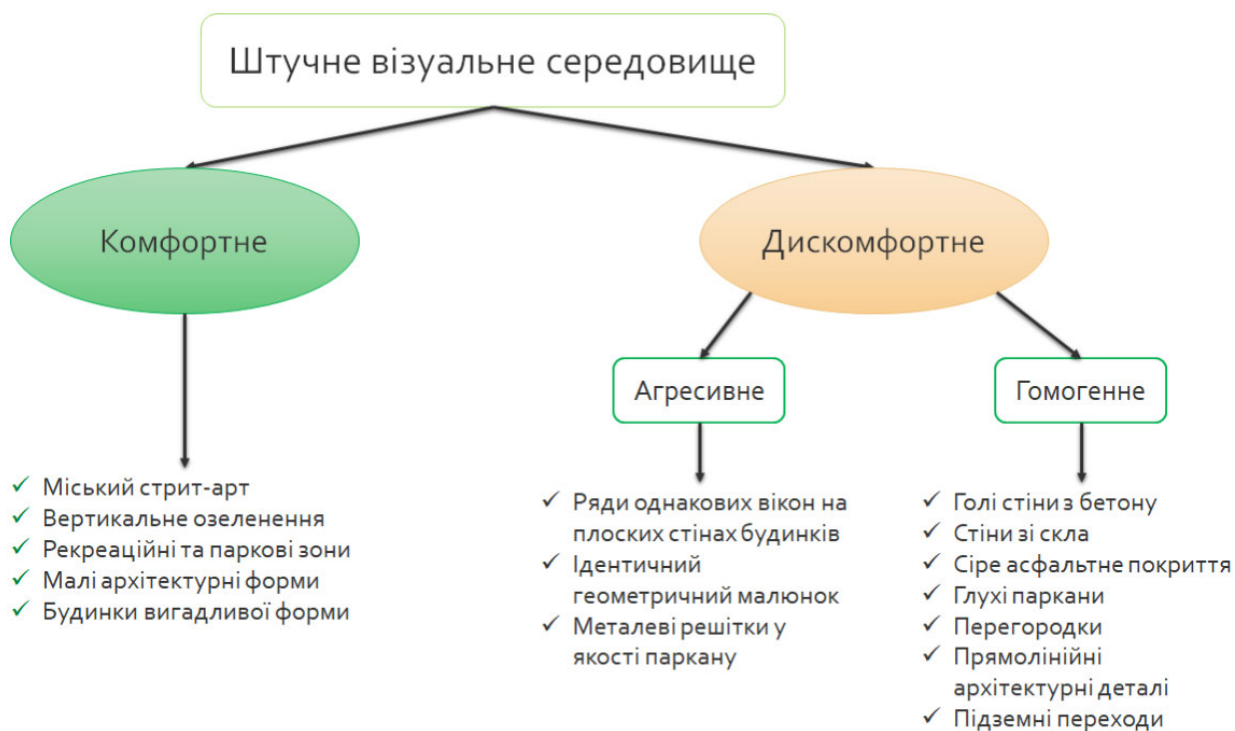 Штучне візуальне середовище
Комфортне
Дискомфортне
Агресивне
Гомогенне
Міський стрит-арт
Вертикальне озеленення
Рекреаційні та паркові зони
Малі архітектурні форми
Будинки вигадливої форми
Ряди однакових вікон на
плоских стінах будинків
Ідентичний
геометричний малюнок
Металеві решітки у
якості паркану
Голі стіни з бетону
Стіни зі скла
Сіре асфальтне покриття
Глухі паркани
Перегородки
Прямолінійні
архітектурні деталі
Підземні переходи